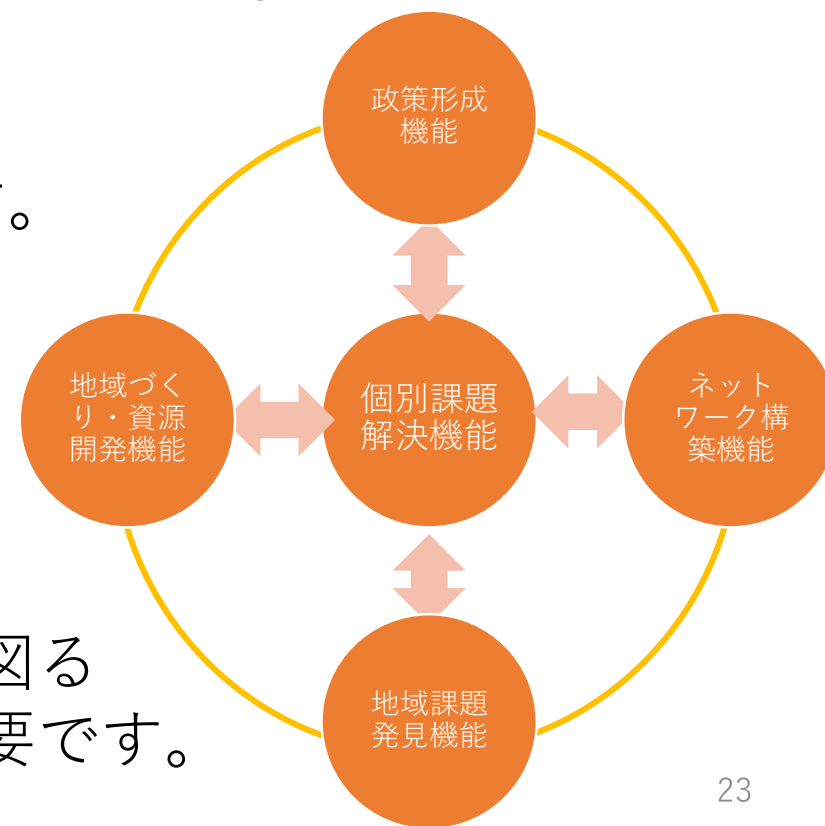 政策形成
機能
。
地域づく
り・資源
開発機能
個別課題
解決機能
ネット
ワーク構
築機能
図る
要です。
地域課題
発見機能
23